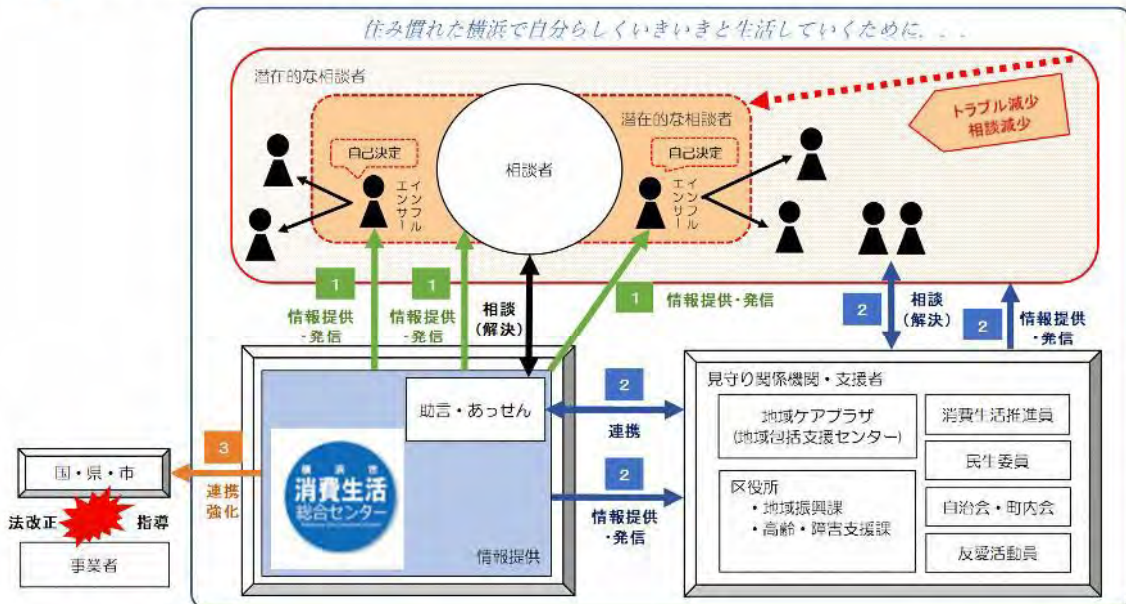 住み慣れた横浜で自分らしくいきいきと生活していくために．．．
潜在的な相談者
トラブル減少
相談減少
潜在的な相談者
自己決定
自己決定
相談者
インフル
エンサー
インフル
エンサー
1
情報提供
・発信
1
情報提供
・発信
相談
(解決)
1
情報提供・発信
2
相談
(解決)
2
情報提供
・発信
助言・あっせん
2
連携
2
情報提供
・発信
見守り関係機関・支援者
地域ケアプラザ
(地域包括支援センター)
区役所
・地域振興課
・高齢・障害支援課
消費生活推進員
民生委員
自治会・町内会
友愛活動員
横浜市
消費生活
総合センター
情報提供
3
連携
強化
国・県・市
法改正
指導
事業者